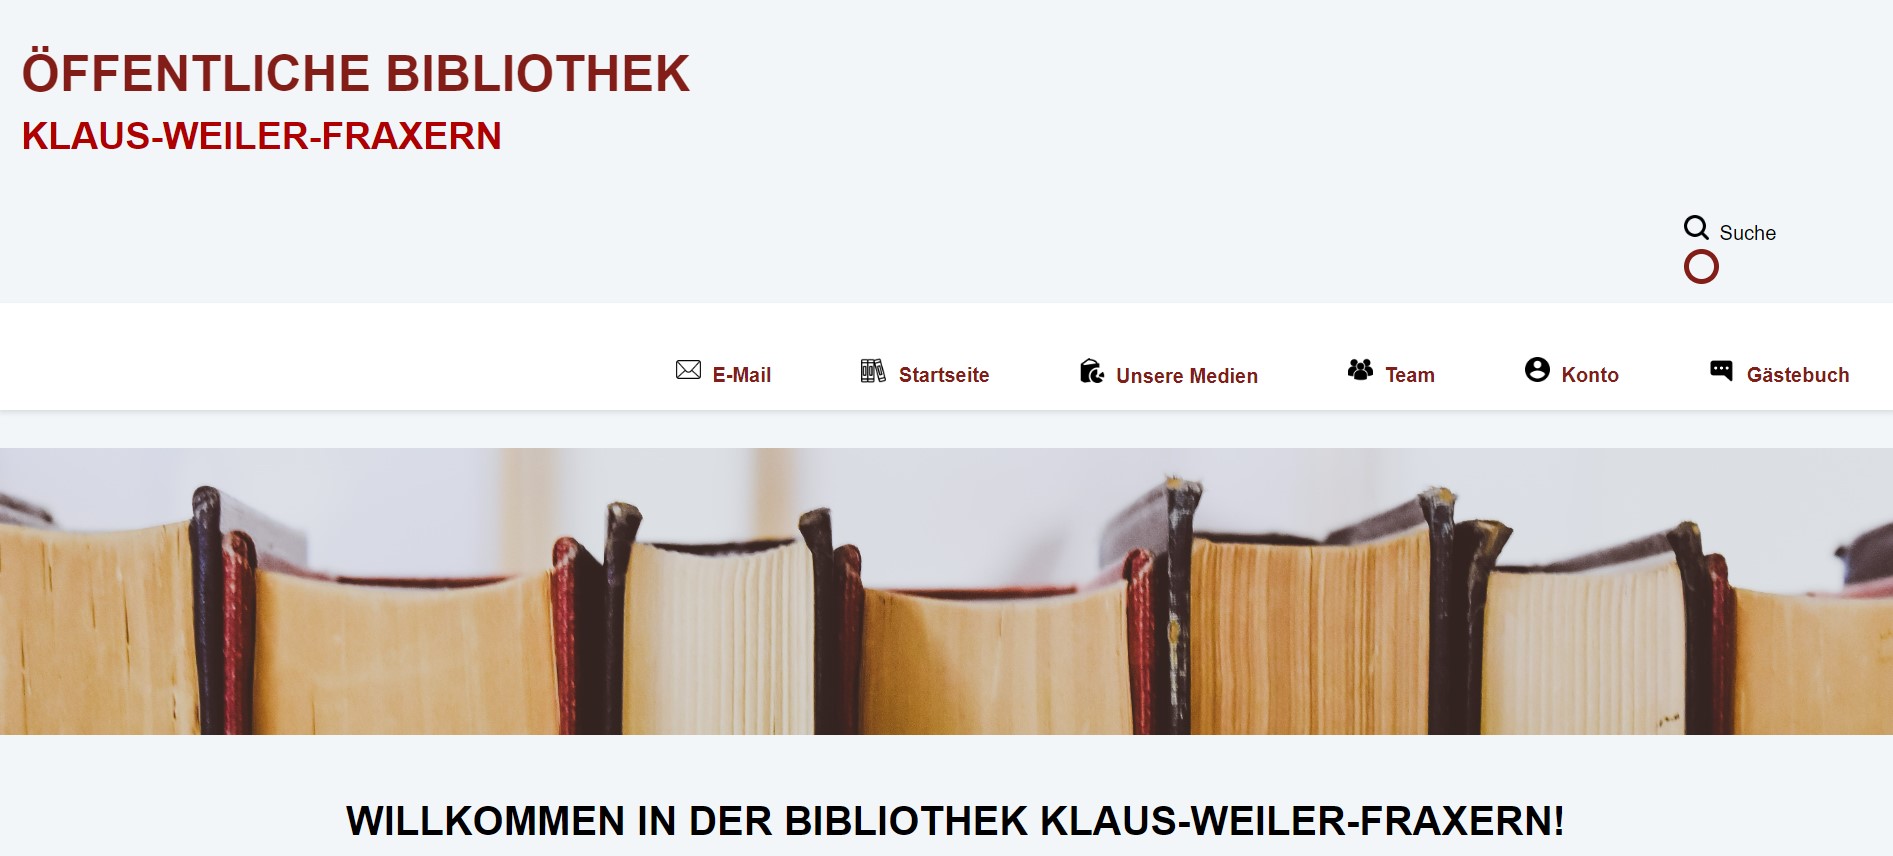 ÖFFENTLICHE BIBLIOTHEK
KLAUS-WEILER-FRAXERN
Suche
E-Mail Startseite Unsere Medien Team Konto Gästebuch
WILLKOMMEN IN DER BIBLIOTHEK KLAUS-WEILER-FRAXERN!